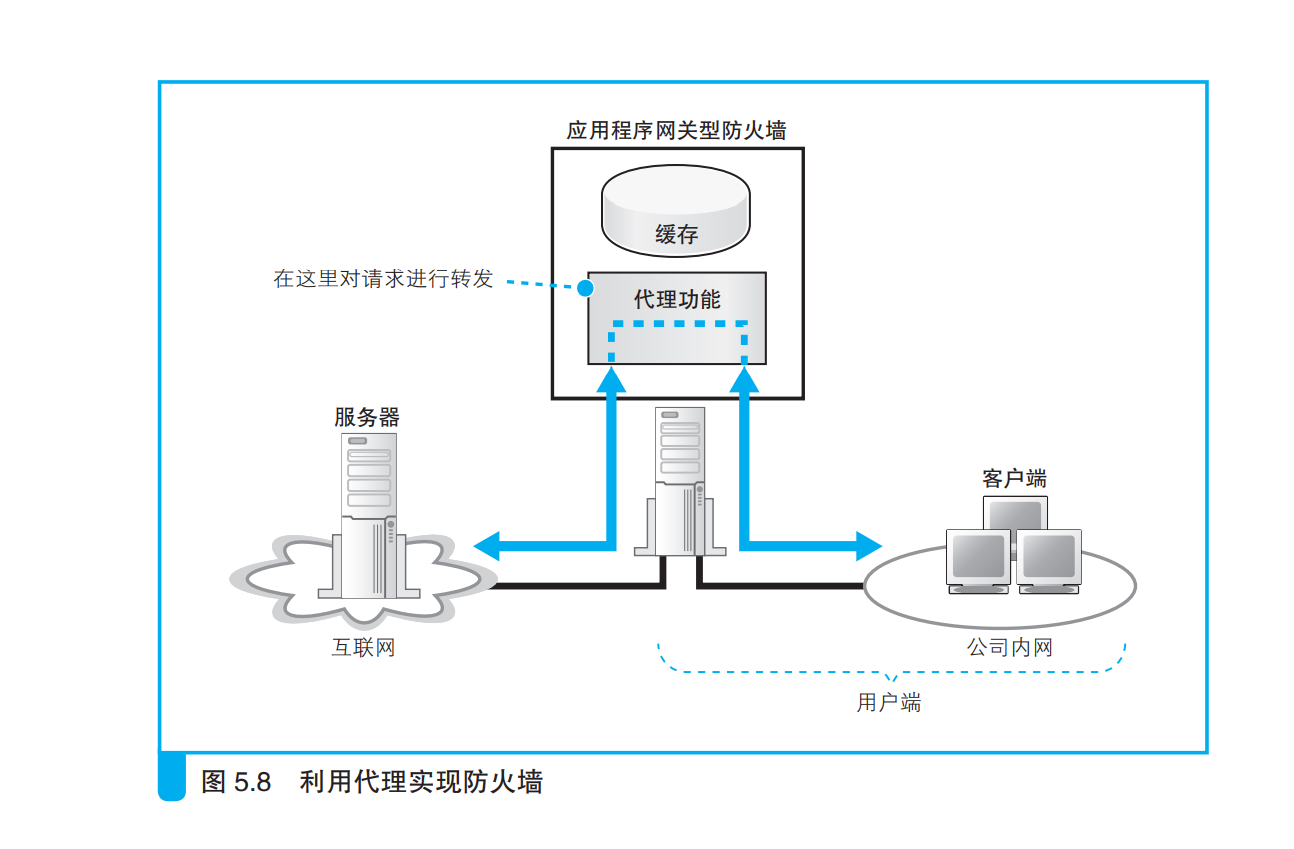 应用程序网关型防火墙
缓存
在这里对请求进行转发
代理功能
服务器
客户端
互联网
公司内网
用户端
图 5.8 利用代理实现防火墙